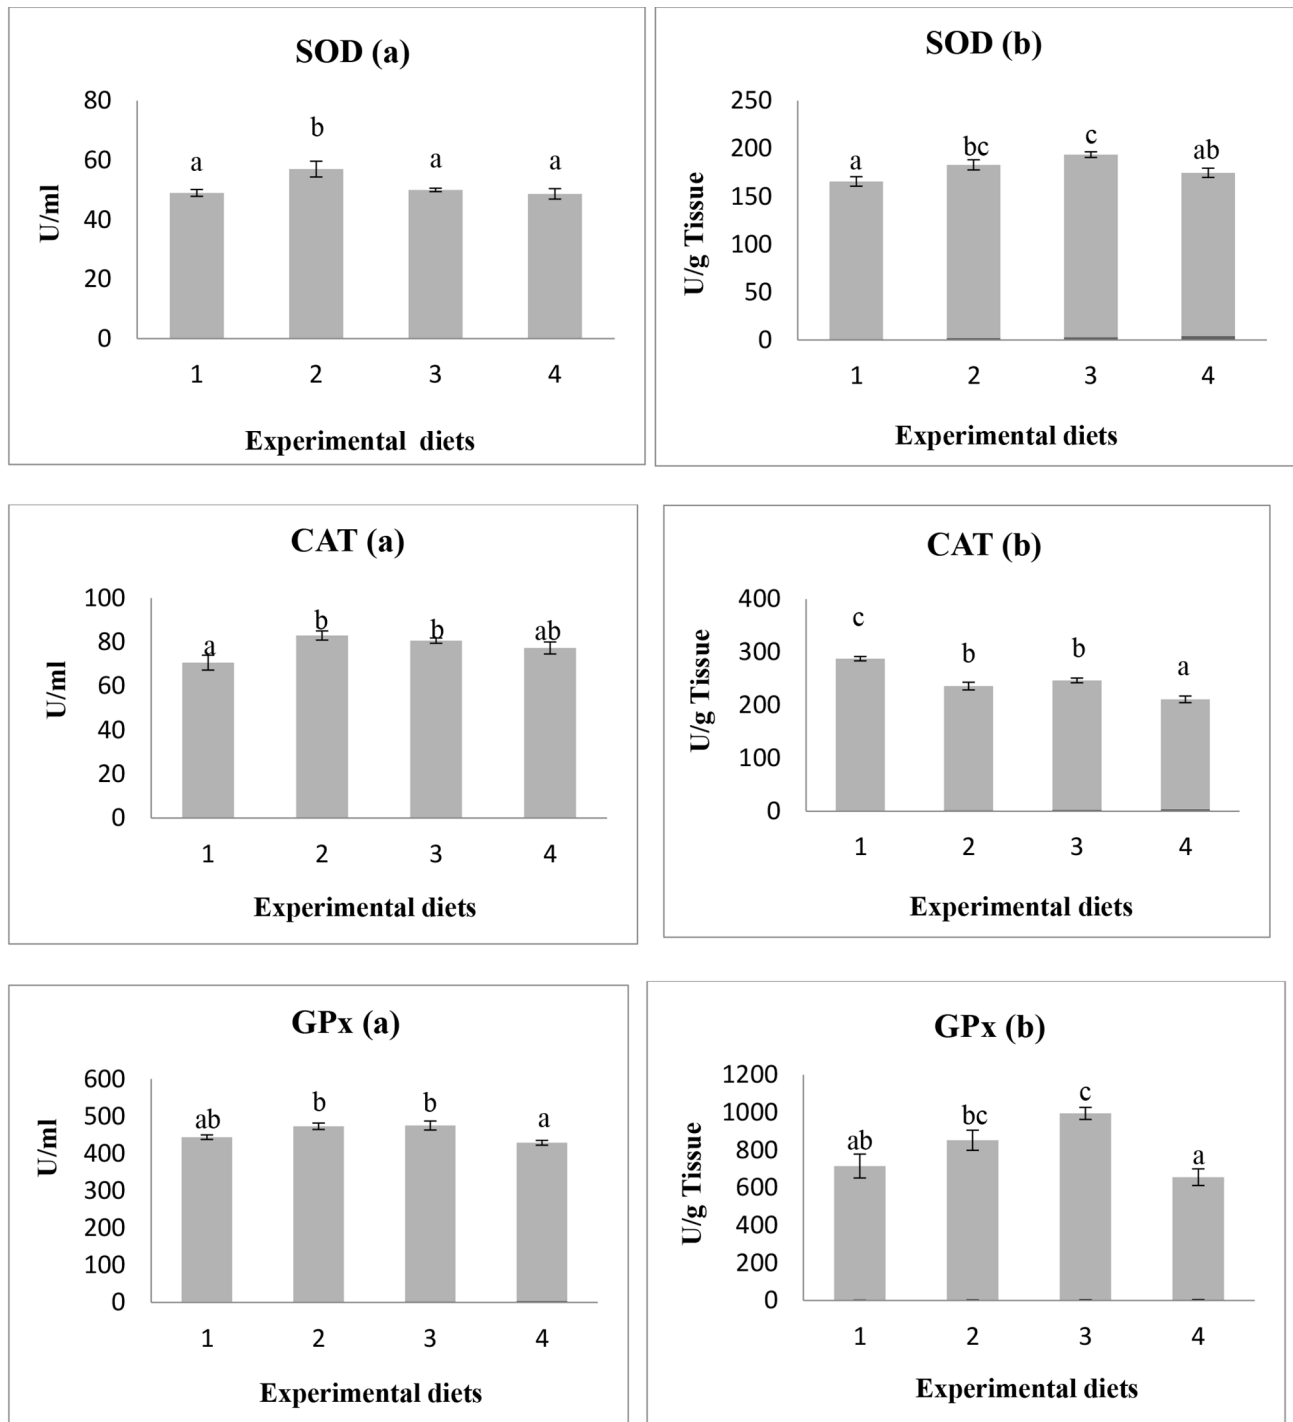 SOD (a)
80
60
40
20
0
U/ml
a
b
a
a
1 2 3 4
Experimental diets
SOD (b)
250
200
150
100
50
0
U/g Tissue
a
bc
c
ab
1 2 3 4
Experimental diets
CAT (a)
100
80
60
40
20
0
U/ml
a
b
b
ab
1 2 3 4
Experimental diets
CAT (b)
400
300
200
100
0
U/g Tissue
c
b
b
a
1 2 3 4
Experimental diets
GPx (a)
600
500
400
300
200
100
0
U/ml
ab
b
b
a
1 2 3 4
Experimental diets
GPx (b)
1200
1000
800
600
400
200
0
U/g Tissue
ab
bc
c
a
1 2 3 4
Experimental diets